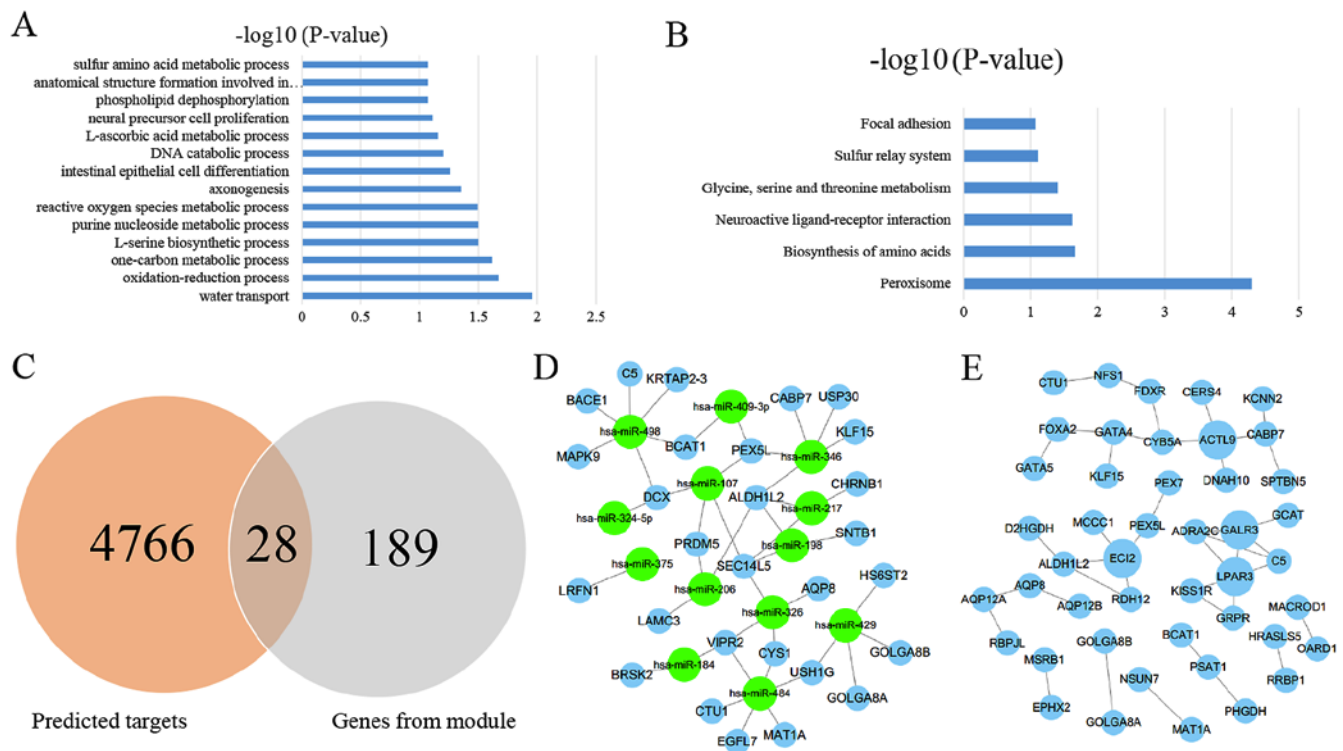 A
-log10 (P-value)
sulfur amino acid metabolic process
anatomical structure formation involved in…
phospholipid dephosphorylation
neural precursor cell proliferation
L-ascorbic acid metabolic process
DNA catabolic process
intestinal epithelial cell differentiation
axonogenesis
reactive oxygen species metabolic process
purine nucleoside metabolic process
L-serine biosynthetic process
one-carbon metabolic process
oxidation-reduction process
water transport
0 0.5 1 1.5 2 2.5
B
-log10 (P-value)
Focal adhesion
Sulfur relay system
Glycine, serine and threonine metabolism
Neuroactive ligand-receptor interaction
Biosynthesis of amino acids
Peroxisome
0 1 2 3 4 5
C
4766
28
189
Predicted targets
Genes from module
D
C5
KRTAP2-3
BACE1
hsa-miR-409-3p
CABP7
USP30
hsa-miR-498
KLF15
BCAT1
PEX5L
hsa-miR-346
MAPK9
hsa-miR-107
CHRNB1
DCX
ALDH1L2
hsa-miR-217
hsa-miR-324-5p
SNTB1
PRDM5
hsa-miR-198
hsa-miR-375
SEC14L5
HS6ST2
LRFN1
hsa-miR-206
AQP8
hsa-miR-326
LAMC3
hsa-miR-429
VIPR2
CYS1
GOLGA8B
hsa-miR-184
BRSK2
USH1G
hsa-miR-484
GOLGA8A
CTU1
EGFL7
MAT1A
E
CTU1
NFS1
FDXR
CERS4
KCNN2
FOXA2
GATA4
CYB5A
ACTL9
CABP7
GATA5
KLF15
DNAH10
SPTBN5
PEX7
D2HGDH
MCCC1
PEX5L
ADRA2C
GALR3
GCAT
ALDH1L2
ECI2
C5
LPAR3
AQP12A
AQP8
AQP12B
RDH12
KISS1R
GRPR
MACROD1
RBPJL
GOLGA8B
BCAT1
HRASLS5
OARD1
MSRB1
PSAT1
NSUN7
RRBP1
EPHX2
GOLGA8A
MAT1A
PHGDH